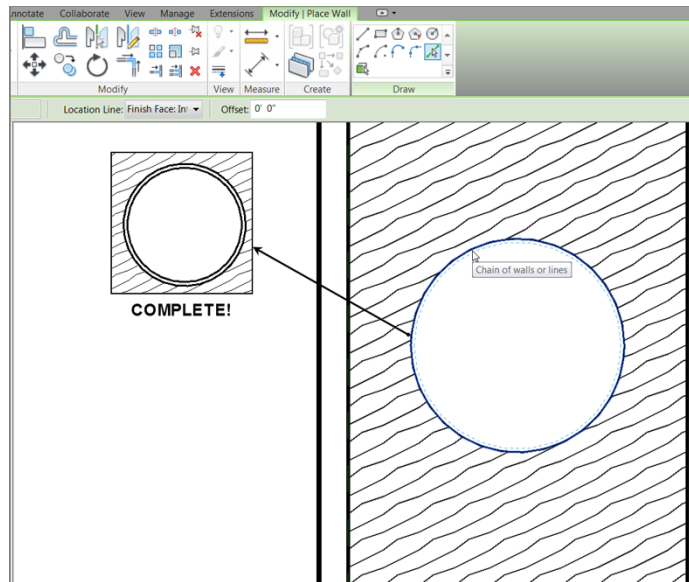 nnotate Collaborate View Manage Extensions Modify | Place Wall
Modify View Measure Create Draw
Location Line: Finish Face: Int Offset: 0' 0"
Chain of walls or lines
COMPLETE!